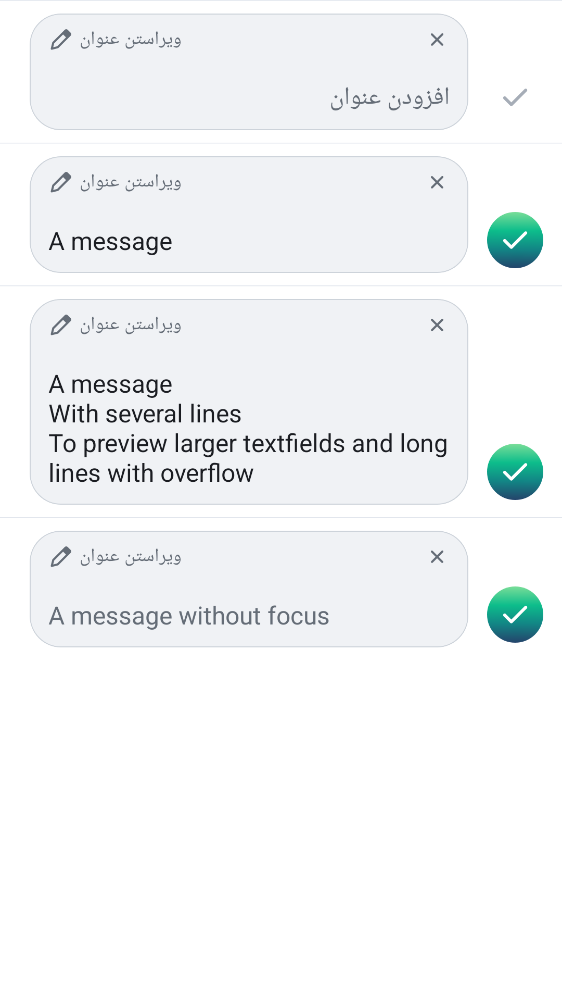 ویراستن عنوان
افزودن عنوان
ویراستن عنوان
A message
ویراستن عنوان
A message
With several lines
To preview larger textfields and long
lines with overflow
ویراستن عنوان
A message without focus